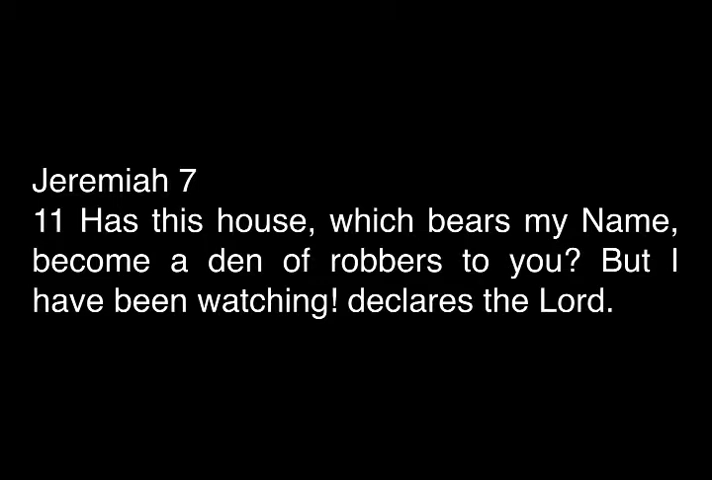 Jeremiah 7
11 Has this house, which bears my Name,
become a den of robbers to you? But I
have been watching! declares the Lord.